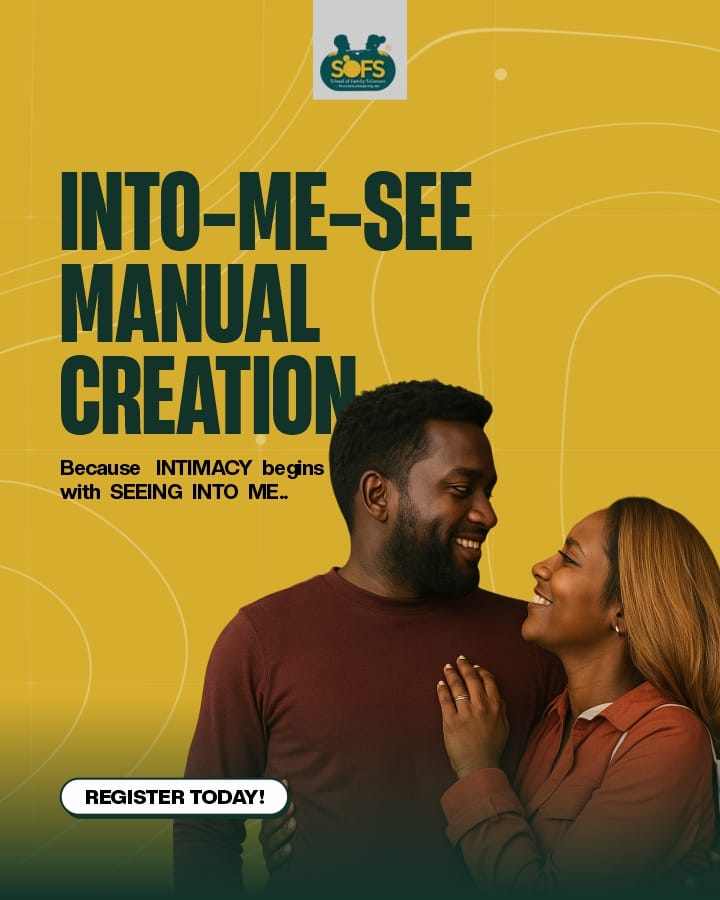 SOFS
School of Family Solutions
INTO-ME-SEE
MANUAL
CREATION
Because INTIMACY begins
with SEEING INTO ME..
REGISTER TODAY!